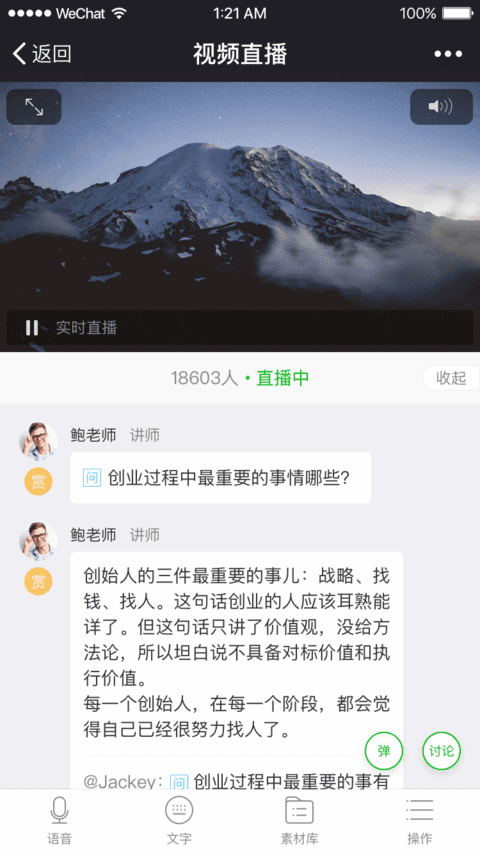 WeChat 1:21 AM 100%
返回 视频直播
实时直播
18603人 • 直播中 收起
鲍老师 讲师
赏
问 创业过程中最重要的事情哪些?
鲍老师 讲师
赏
创始人的三件最重要的事儿：战略、找
钱、找人。这句话创业的人应该耳熟能
详了。但这句话只讲了价值观，没给方
法论，所以坦白说不具备对标价值和执
行价值。
每一个创始人，在每一个阶段，都会觉
得自己已经很努力找人了。
弹 讨论
@Jackey：问 创业过程中最重要的事有
语音 文字 素材库 操作